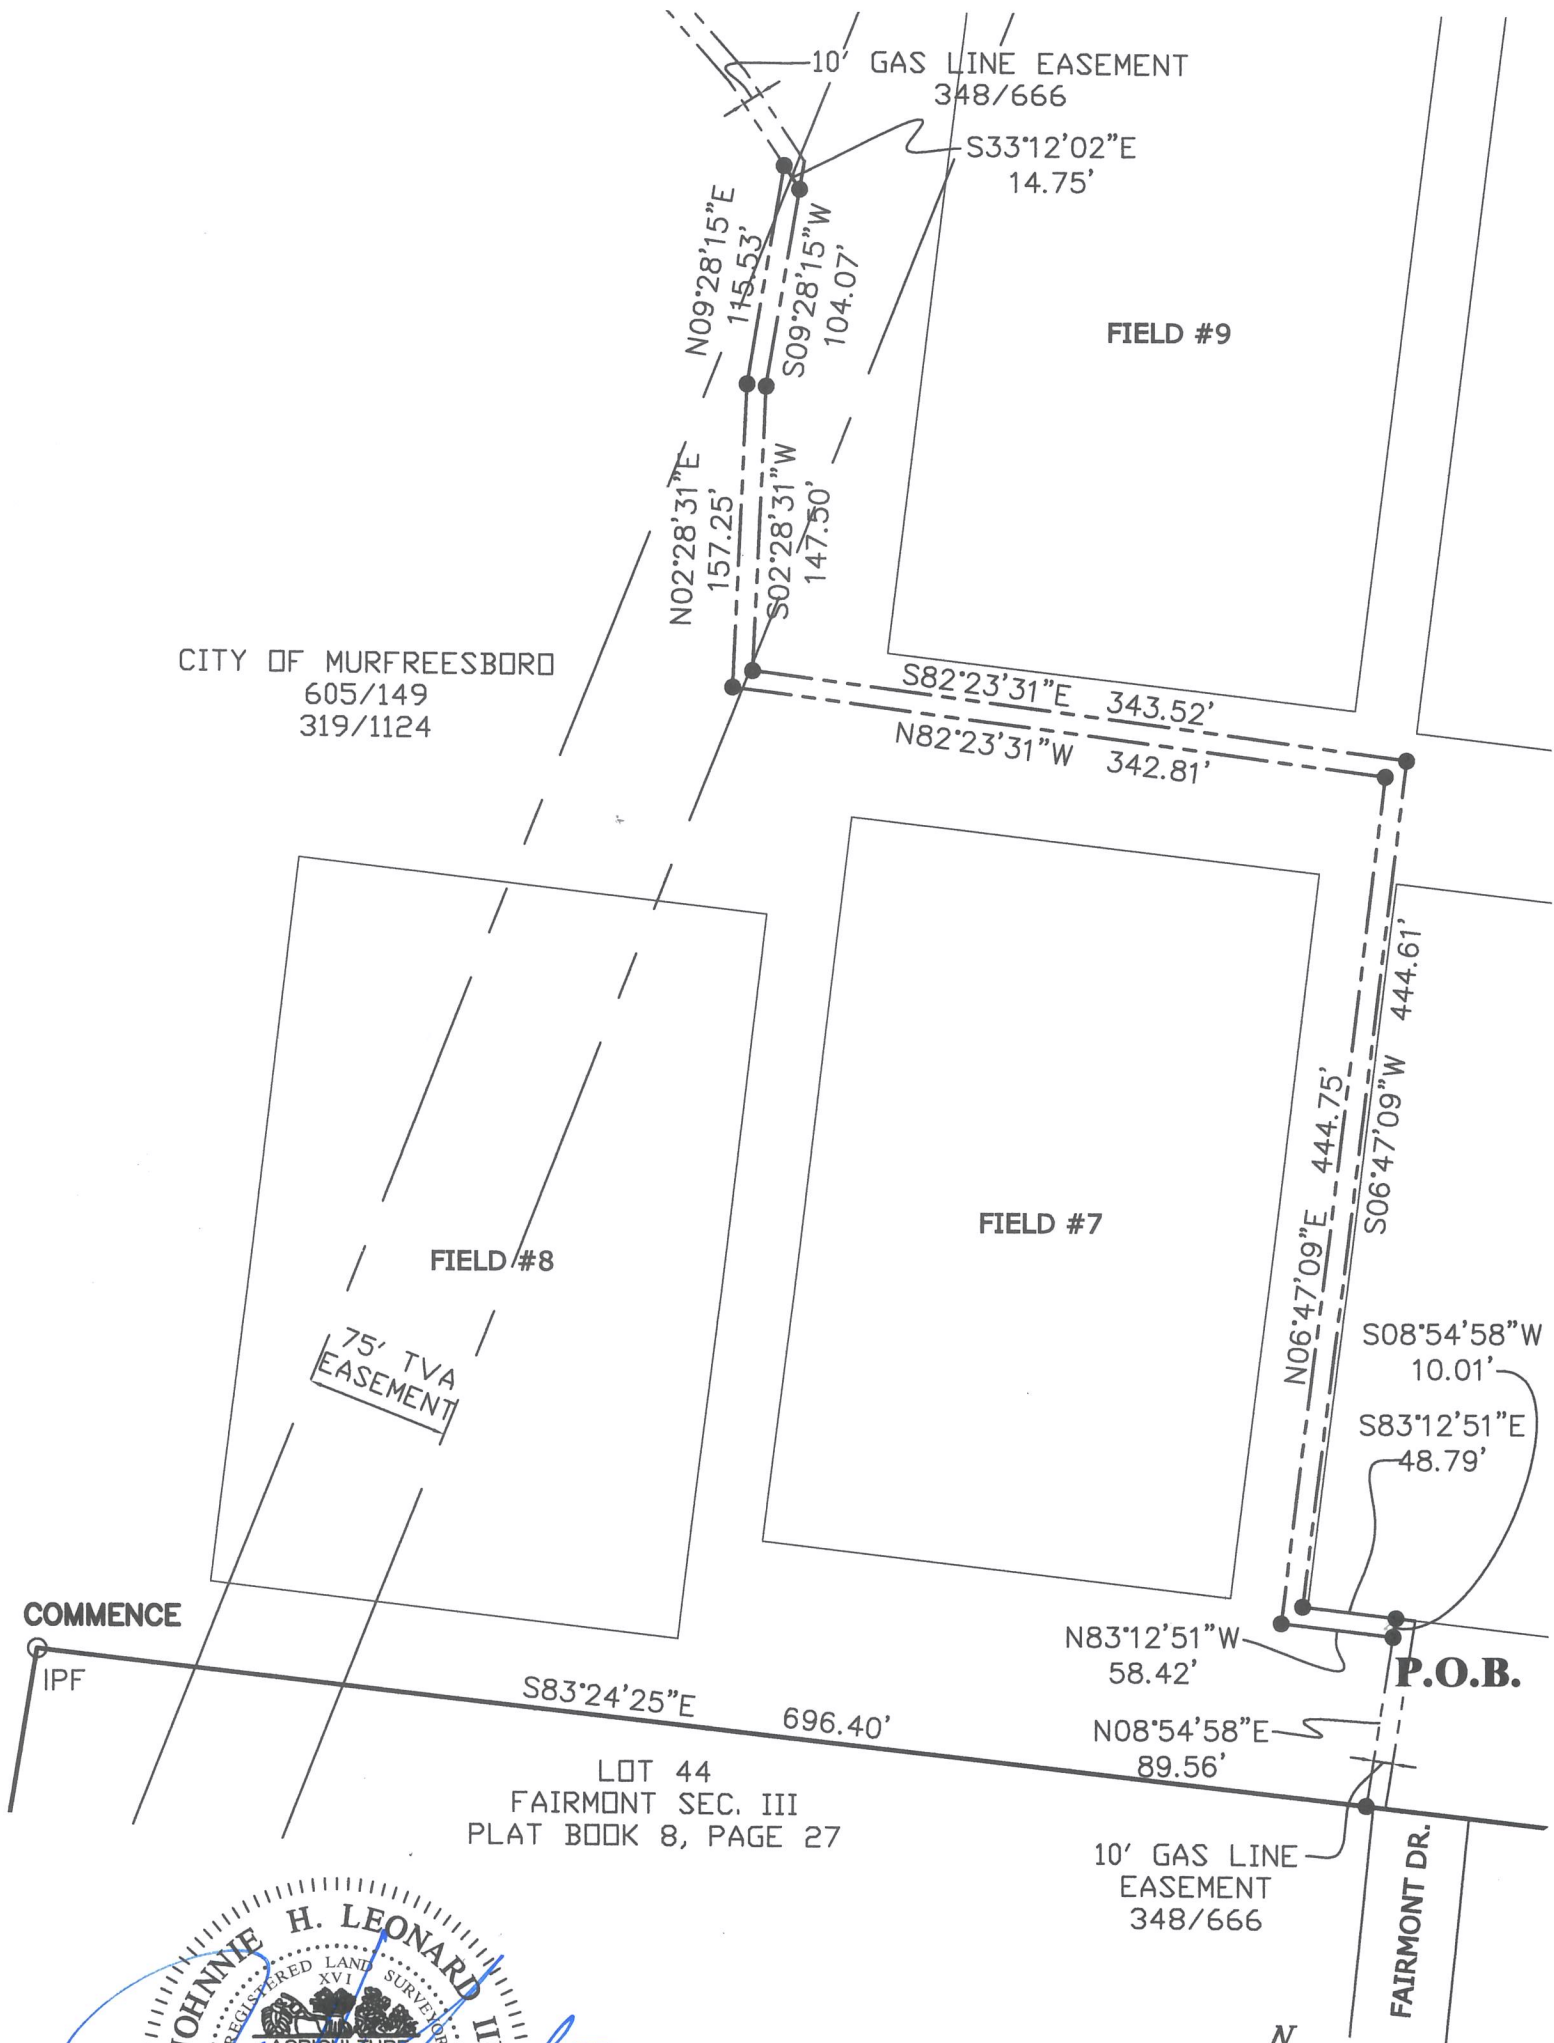 10' GAS LINE EASEMENT
348/666
S33°12'02"E
14.75'
N09°28'15"E
115.53'
S09°28'15"W
104.07'
FIELD #9
N02°28'31"E
157.25'
S02°28'31"W
147.50'
CITY OF MURFREESBORO
605/149
319/1124
S82°23'31"E 343.52'
N82°23'31"W 342.81'
S06°47'09"W 444.61'
N06°47'09"E 444.75'
FIELD #7
FIELD #8
75' TVA
EASEMENT
S08°54'58"W
10.01'
S83°12'51"E
48.79'
COMMENCE
IPF
N83°12'51"W
58.42'
P.O.B.
S83°24'25"E 696.40'
N08°54'58"E
89.56'
LOT 44
FAIRMONT SEC. III
PLAT BOOK 8, PAGE 27
10' GAS LINE
EASEMENT
348/666
FAIRMONT DR.
JOHNNIE H. LEONARD III
REGISTERED LAND SURVEYOR
XVI
AGRICULTURE
N